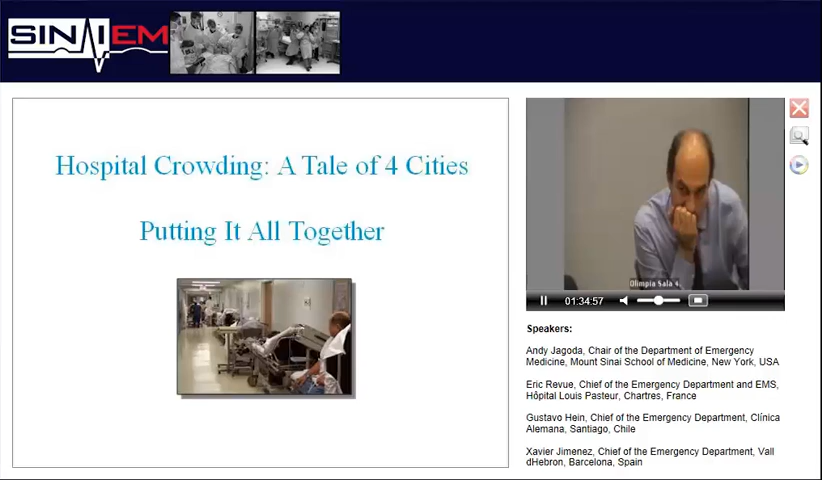 SINAIEM
Hospital Crowding: A Tale of 4 Cities
Putting It All Together
Olimpia Sala 4
01:34:57
Speakers:
Andy Jagoda, Chair of the Department of Emergency
Medicine, Mount Sinai School of Medicine, New York, USA
Eric Revue, Chief of the Emergency Department and EMS,
Hôpital Louis Pasteur, Chartres, France
Gustavo Hein, Chief of the Emergency Department, Clínica
Alemana, Santiago, Chile
Xavier Jimenez, Chief of the Emergency Department, Vall
dHebron, Barcelona, Spain